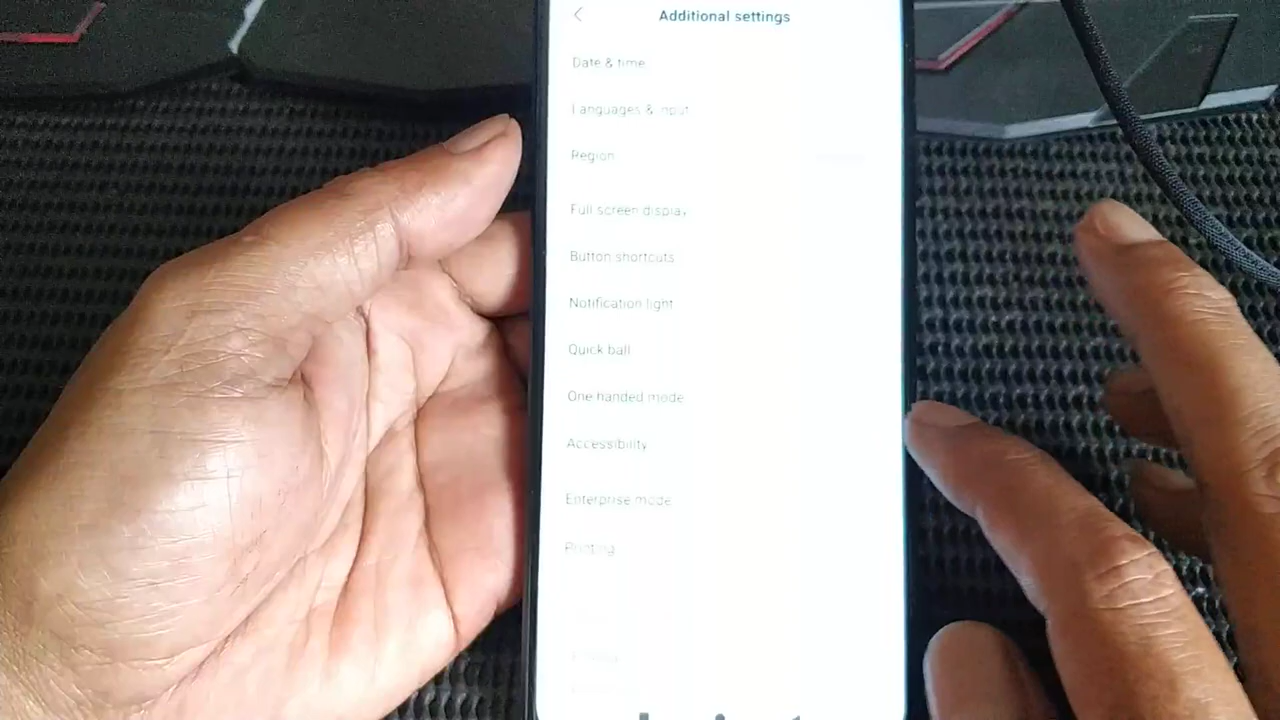 Additional settings
Date & time
Languages & input
Region
Full screen display
Button shortcuts
Notification light
Quick ball
One handed mode
Accessibility
Enterprise mode
Printing